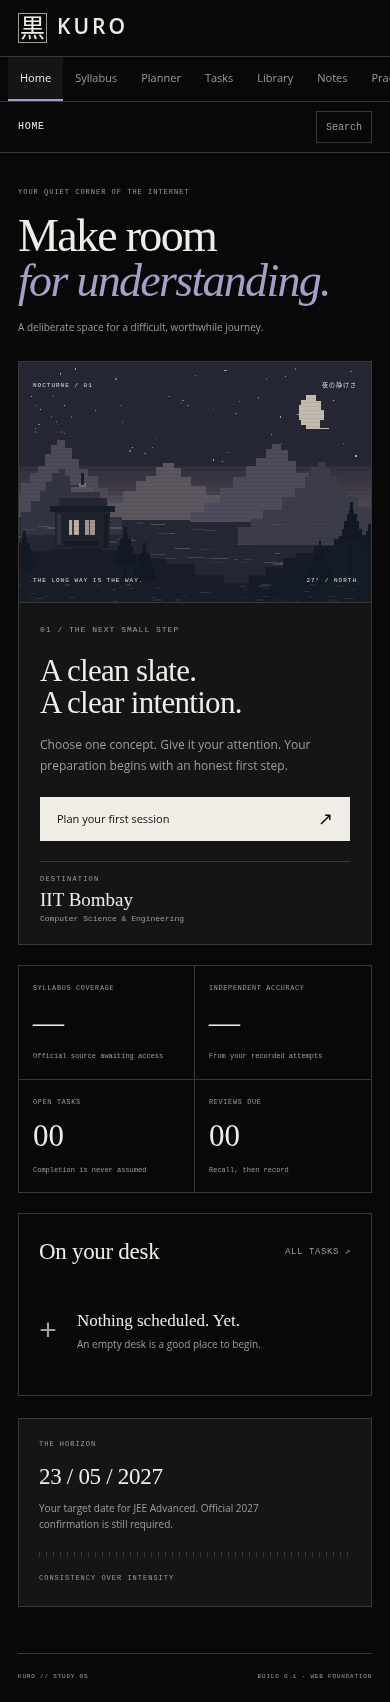 黒 KURO
Home Syllabus Planner Tasks Library Notes Prac
HOME Search
YOUR QUIET CORNER OF THE INTERNET
Make room
for understanding.
A deliberate space for a difficult, worthwhile journey.
NOCTURNE / 01 夜の静けさ
THE LONG WAY IS THE WAY. 27° / NORTH
01 / THE NEXT SMALL STEP
A clean slate.
A clear intention.
Choose one concept. Give it your attention. Your
preparation begins with an honest first step.
Plan your first session ↗
DESTINATION
IIT Bombay
Computer Science & Engineering
SYLLABUS COVERAGE
—
Official source awaiting access
INDEPENDENT ACCURACY
—
From your recorded attempts
OPEN TASKS
00
Completion is never assumed
REVIEWS DUE
00
Recall, then record
On your desk ALL TASKS ↗
+ Nothing scheduled. Yet.
An empty desk is a good place to begin.
THE HORIZON
23 / 05 / 2027
Your target date for JEE Advanced. Official 2027
confirmation is still required.
CONSISTENCY OVER INTENSITY
KURO // STUDY OS BUILD 0.1 · WEB FOUNDATION